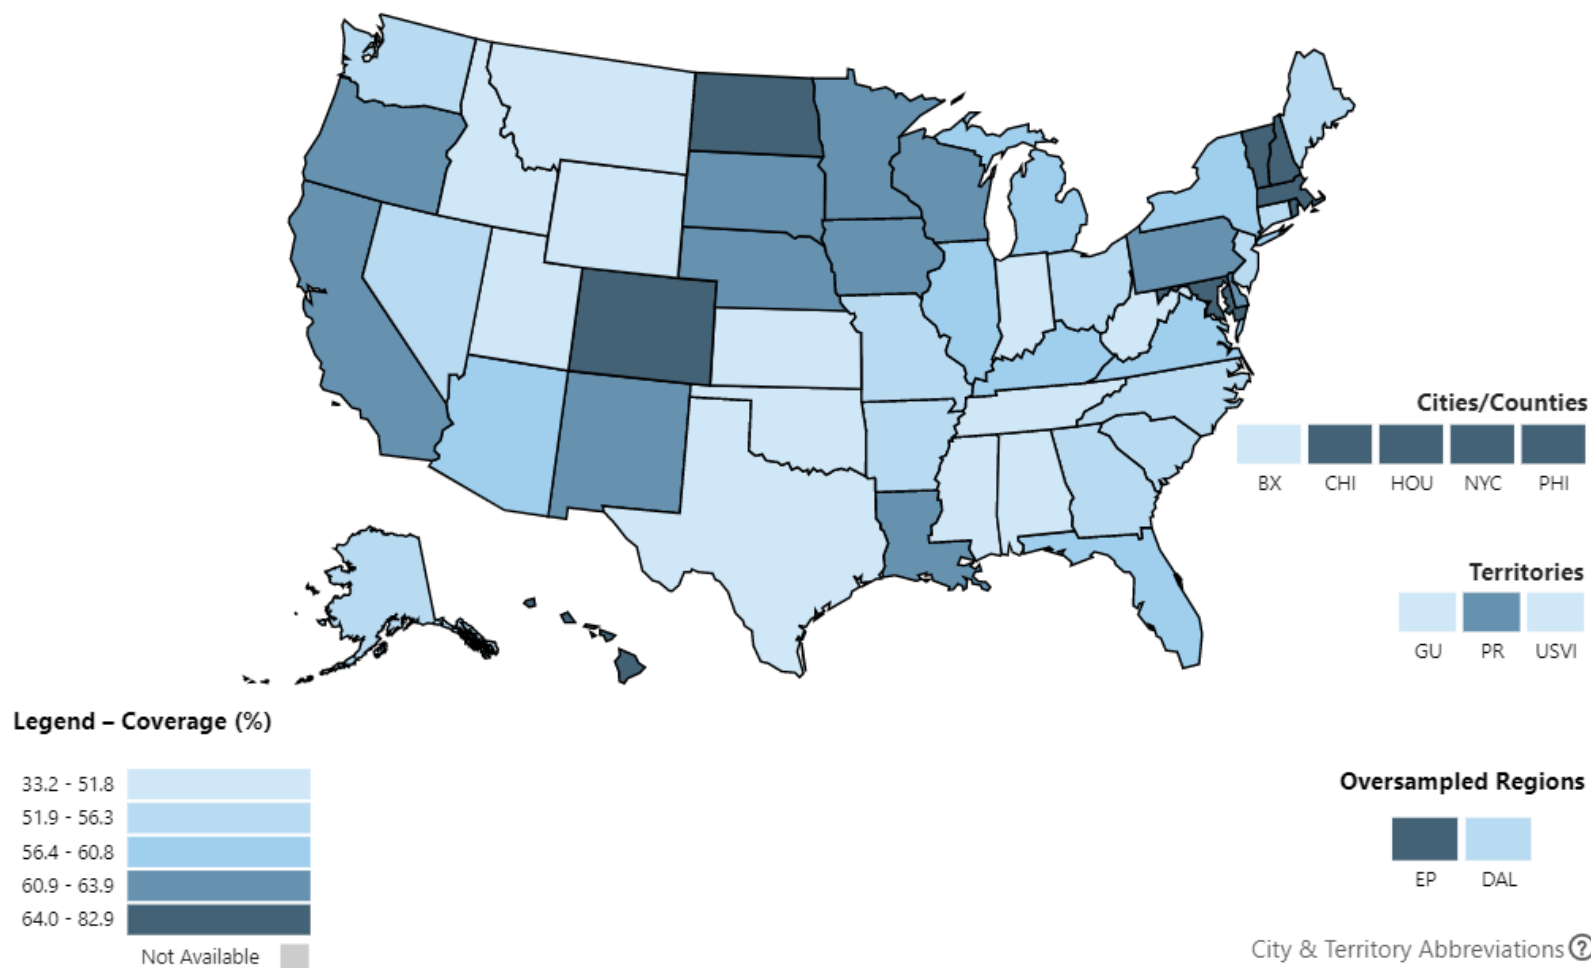 Cities/Counties
BX CHI HOU NYC PHI
Territories
GU PR USVI
Legend – Coverage (%)
33.2 - 51.8
51.9 - 56.3
56.4 - 60.8
60.9 - 63.9
64.0 - 82.9
Not Available
Oversampled Regions
EP DAL
City & Territory Abbreviations ?